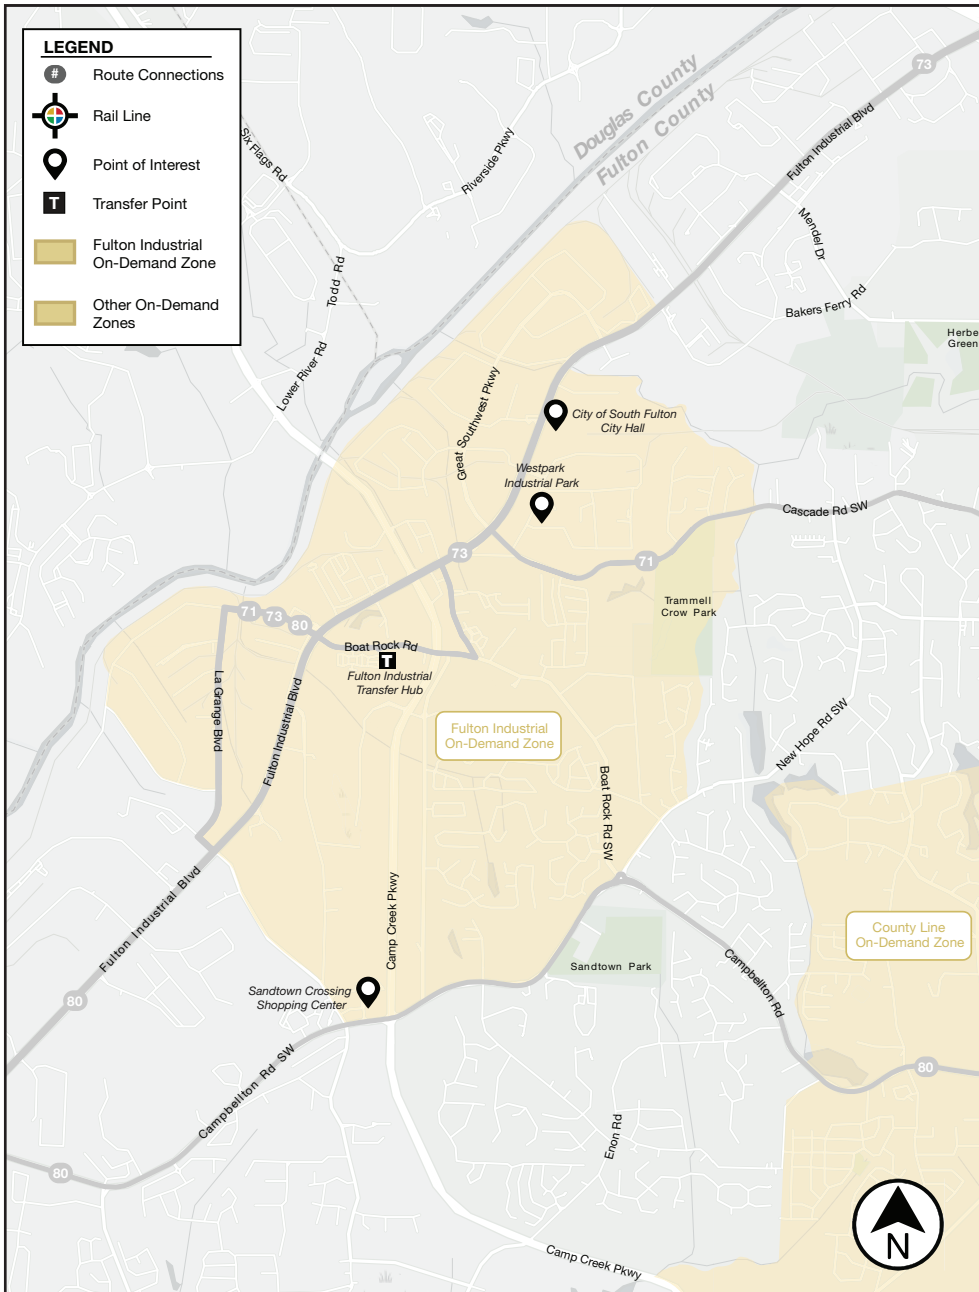 LEGEND
#
Route Connections
Rail Line
Point of Interest
T
Transfer Point
Fulton Industrial
On-Demand Zone
Other On-Demand
Zones
73
Douglas County
Fulton County
Fulton Industrial Blvd
Six Flags Rd
Riverside Pkwy
Mendel Dr
Todd Rd
Bakers Ferry Rd
Herbe
Green
Lower River Rd
Great Southwest Pkwy
City of South Fulton
City Hall
Westpark
Industrial Park
Cascade Rd SW
73
71
Trammell
Crow Park
71
73
80
Boat Rock Rd
T
Fulton Industrial
Transfer Hub
La Grange Blvd
Fulton Industrial Blvd
Fulton Industrial
On-Demand Zone
New Hope Rd SW
Boat Rock Rd SW
Fulton Industrial Blvd
Camp Creek Pkwy
County Line
On-Demand Zone
Sandtown Park
Campbellton Rd
Sandtown Crossing
Shopping Center
80
80
Campbellton Rd SW
Enon Rd
80
Camp Creek Pkwy
N